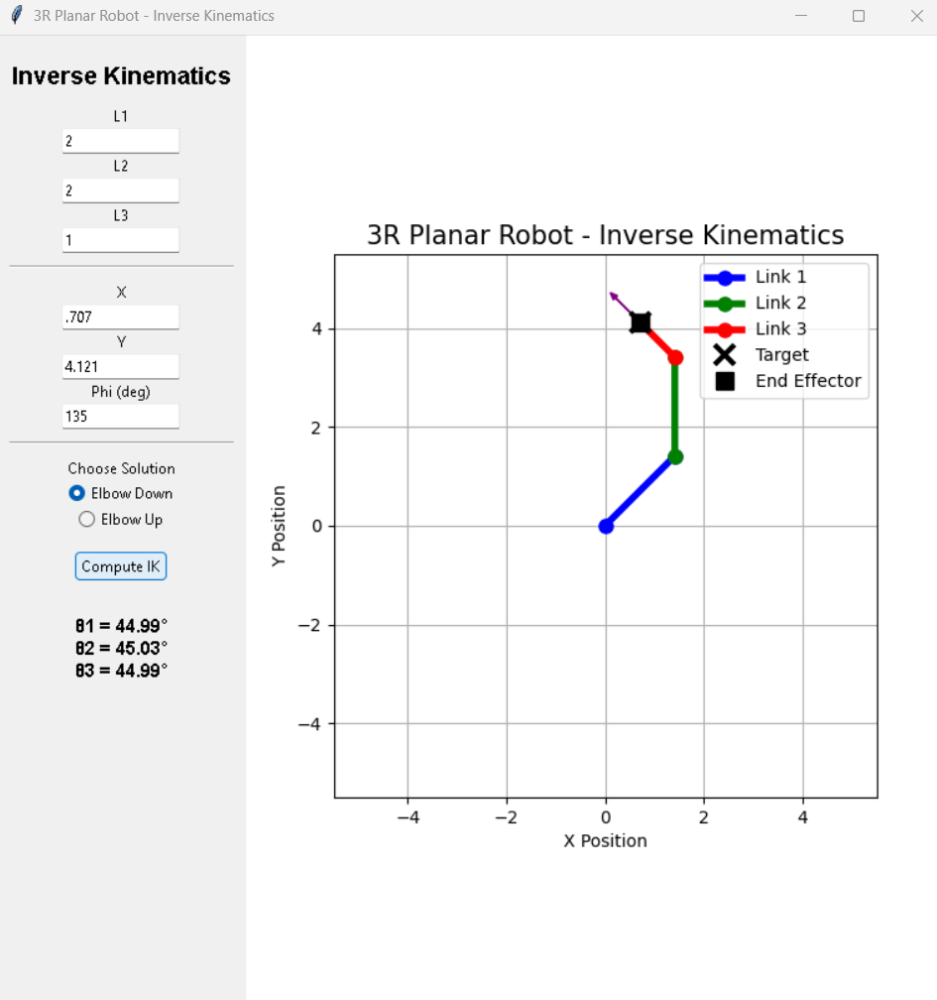 3R Planar Robot - Inverse Kinematics
Inverse Kinematics
L1
2
L2
2
L3
1
X
.707
Y
4.121
Phi (deg)
135
Choose Solution
Elbow Down
Elbow Up
Compute IK
θ1 = 44.99°
θ2 = 45.03°
θ3 = 44.99°
3R Planar Robot - Inverse Kinematics
Link 1
Link 2
Link 3
Target
End Effector
Y Position
4
2
0
−2
−4
−4 −2 0 2 4
X Position